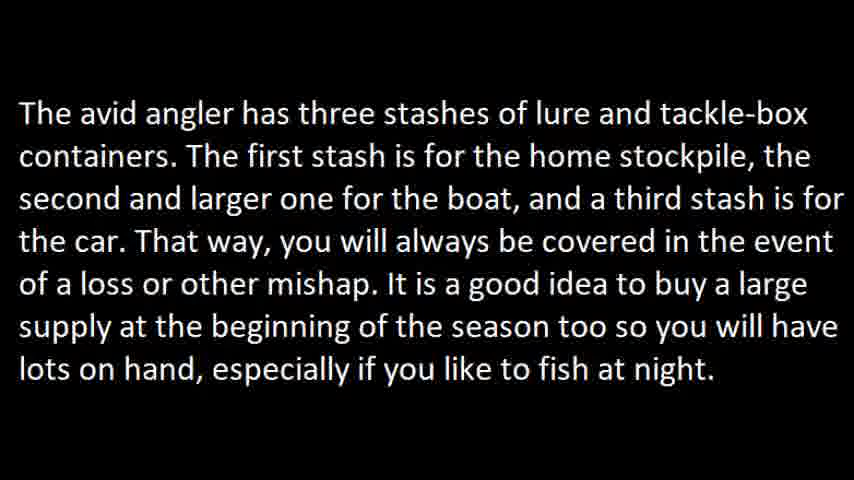 The avid angler has three stashes of lure and tackle-box
containers. The first stash is for the home stockpile, the
second and larger one for the boat, and a third stash is for
the car. That way, you will always be covered in the event
of a loss or other mishap. It is a good idea to buy a large
supply at the beginning of the season too so you will have
lots on hand, especially if you like to fish at night.